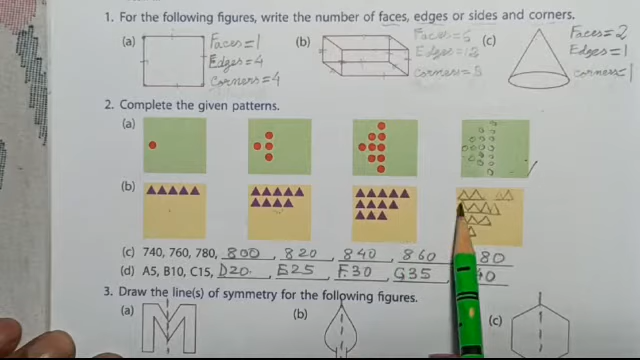 1. For the following figures, write the number of faces, edges or sides and corners.
(a) Faces=1 (b) Faces=6 (c) Faces=2
Edges=4 Edges=12 Edge=1
Corners=4 corners=8 corners=1
2. Complete the given patterns.
(a)
(b)
(c) 740, 760, 780, 800, 820, 840, 860, 80
(d) A5, B10, C15, D20, E25, F30, G35, 40
3. Draw the line(s) of symmetry for the following figures.
(a) (b) (c)